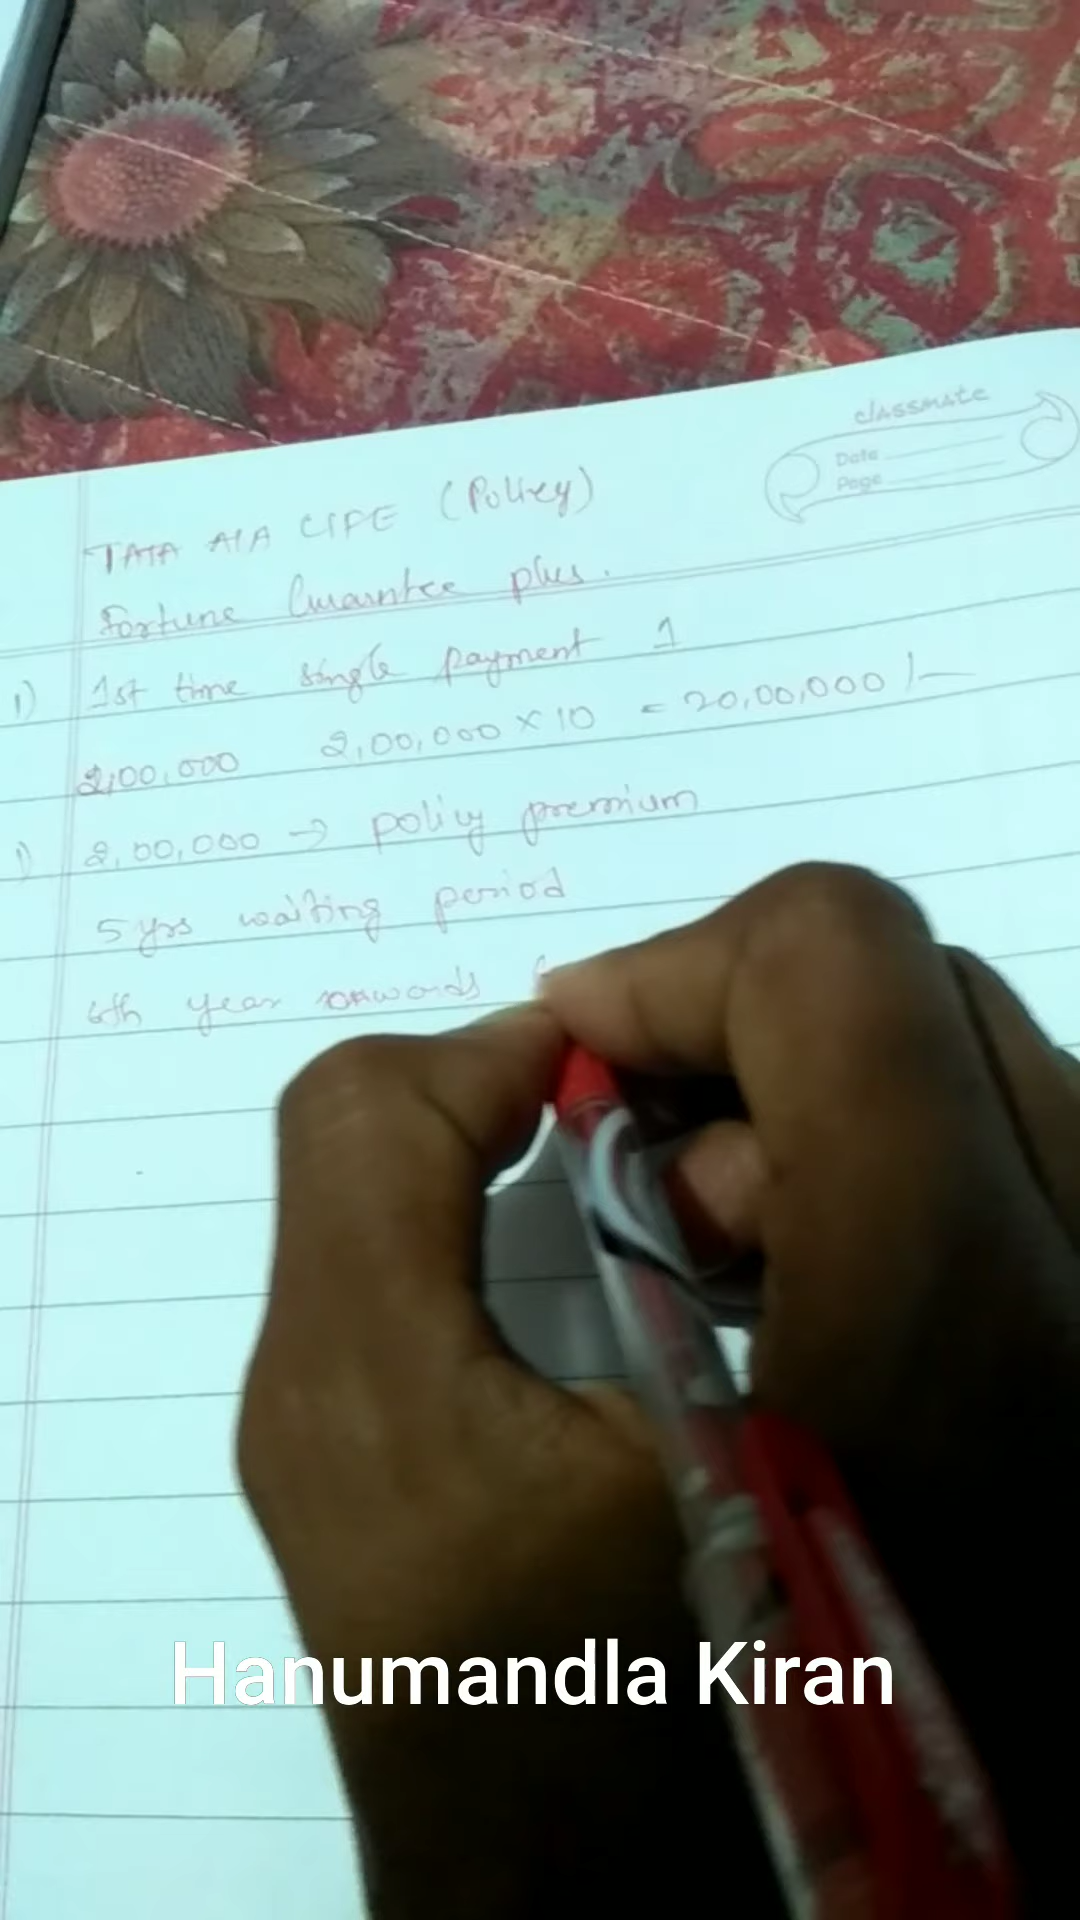 classmate
Date
Page
TATA AIA LIFE (Policy)
fortune Guarntee plus.
1) 1st time single payment 1
2,00,000 2,00,000 × 10 = 20,00,000/-
1) 2,00,000 → policy premium
5 yrs waiting period
6th year onwards
Hanumandla Kiran